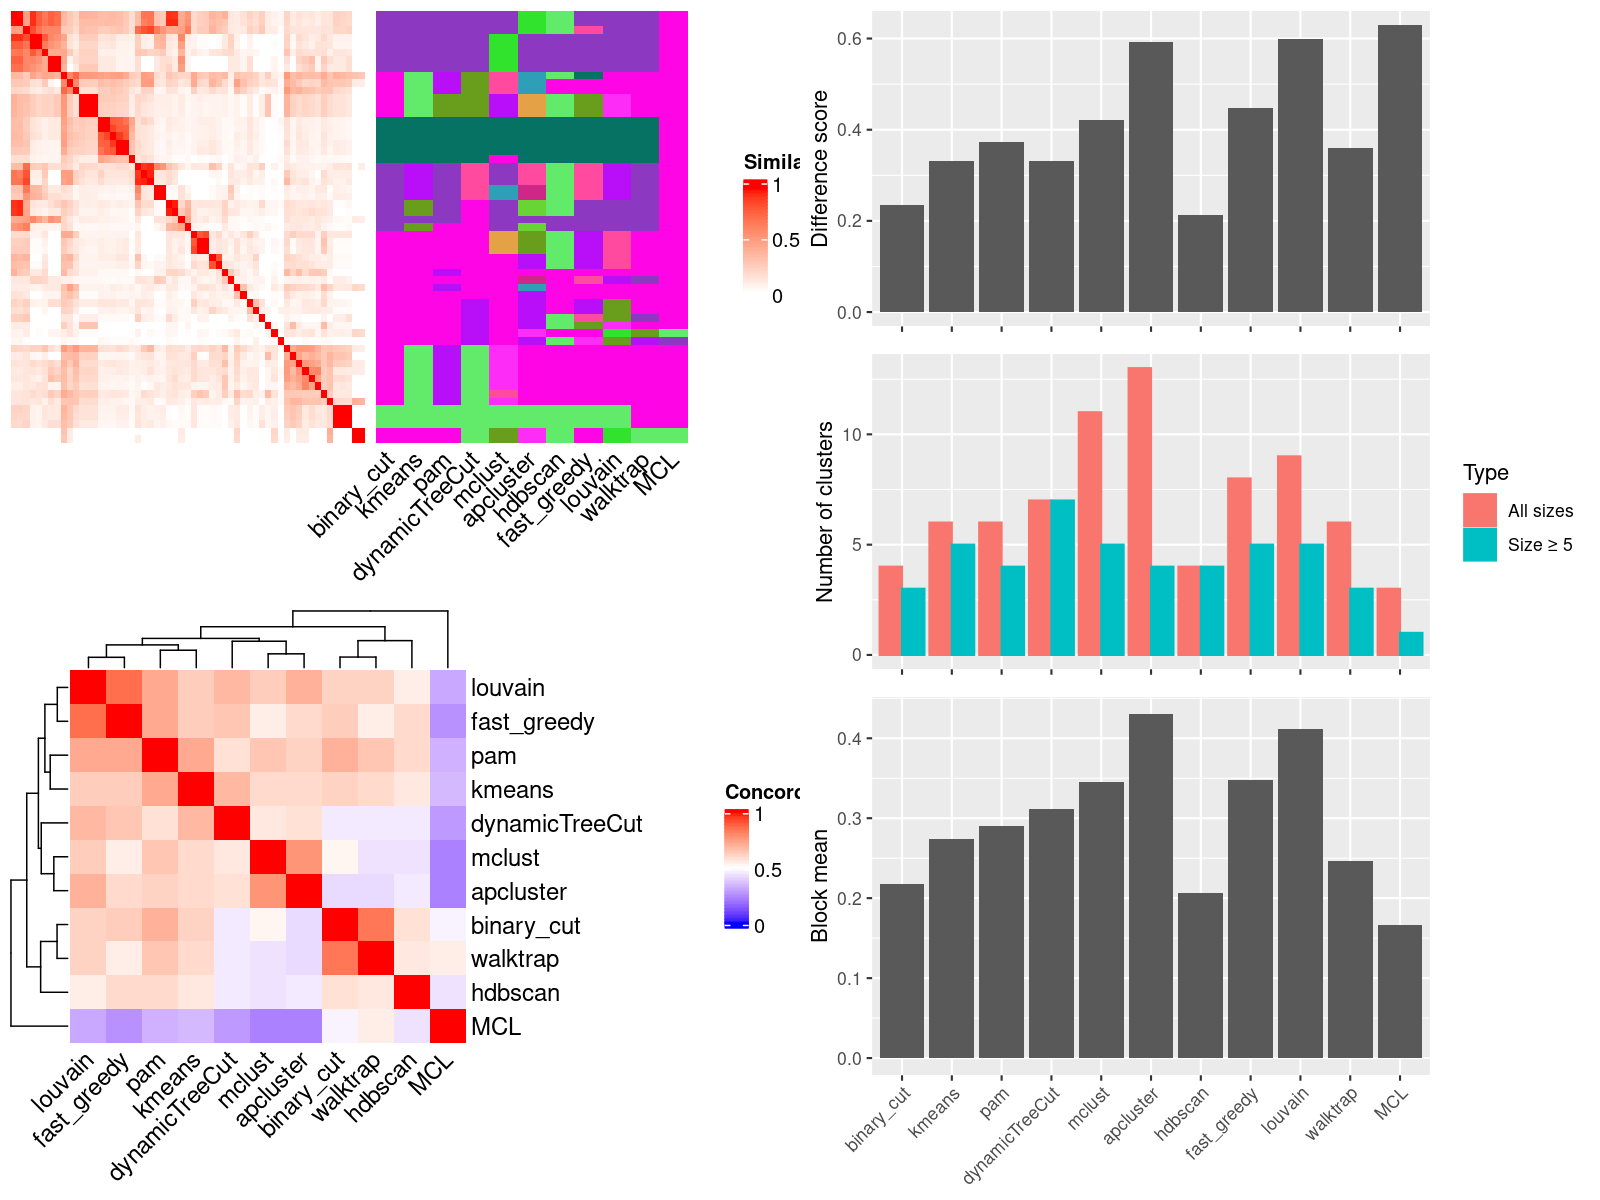 Simila
1
0.5
0
binary_cut
kmeans
pam
dynamicTreeCut
mclust
apcluster
hdbscan
fast_greedy
louvain
walktrap
MCL
louvain
fast_greedy
pam
kmeans
dynamicTreeCut
mclust
apcluster
binary_cut
walktrap
hdbscan
MCL
Concord
1
0.5
0
louvain
fast_greedy
pam
kmeans
dynamicTreeCut
mclust
apcluster
binary_cut
walktrap
hdbscan
MCL
Difference score
0.6
0.4
0.2
0.0
Number of clusters
10
5
0
Type
All sizes
Size ≥ 5
Block mean
0.4
0.3
0.2
0.1
0.0
binary_cut
kmeans
pam
dynamicTreeCut
mclust
apcluster
hdbscan
fast_greedy
louvain
walktrap
MCL